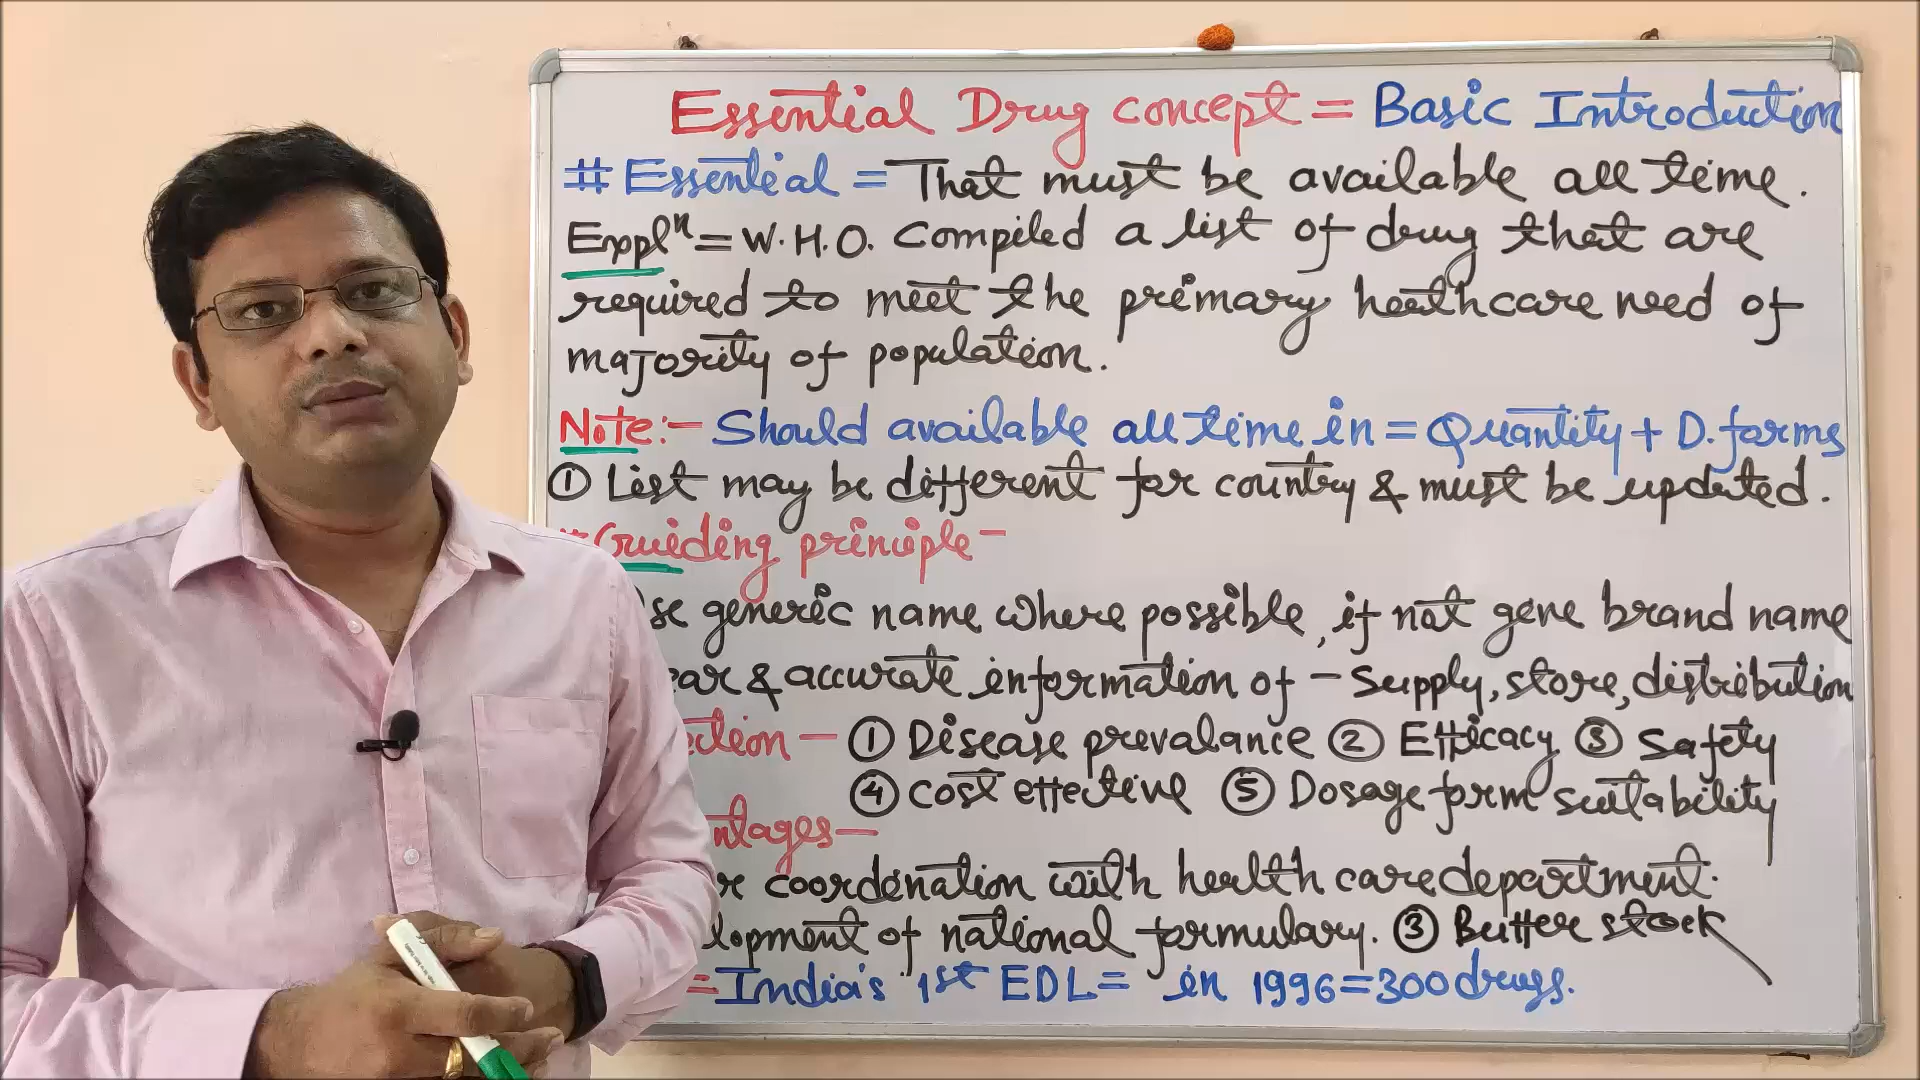 Essential Drug concept = Basic Introduction
# Essential = That must be available all time.
Exxplⁿ = W.H.O. Compiled a list of drug that are
required to meet the primary heathcare need of
majority of population.
Note:- Should available all time in = Quantity + D. forms
① List may be different for country & must be updated.
Guiding principle -
se generic name where possible, if not gene brand name
ear & accurate information of - Supply, store, distribution
ection - ① Disease prevalance ② Efficacy ③ Safety
④ Cost effective ⑤ Dosage form suitability
ntages -
r coordination with health care department.
lopment of national formulary. ③ Buffer stock
= India's 1st EDL = in 1996 = 300 drugs.